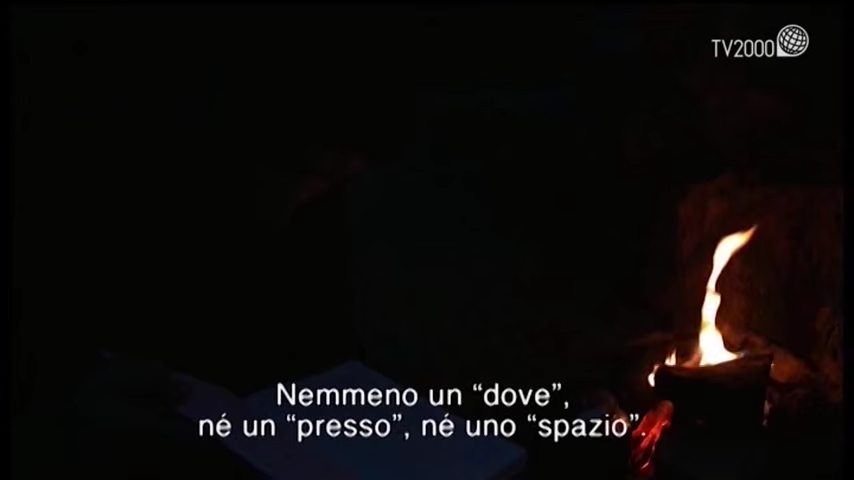 TV2000
Nemmeno un “dove”,
né un “presso”, né uno “spazio”.